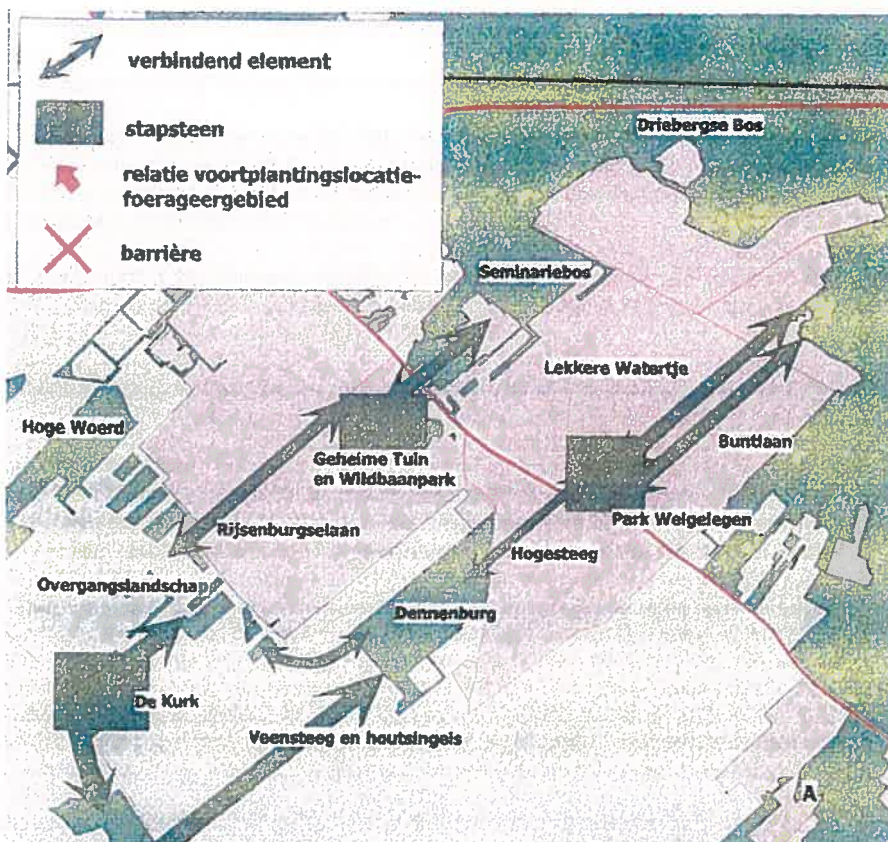 verbindend element
stapsteen
relatie voortplantingslocatie-
foerageergebied
barrière
Driebergse Bos
Seminariebos
Lekkere Watertje
Hoge Woerd
Geheime Tuin
en Wildbaanpark
Buntlaan
Park Welgelegen
Rijsenburgselaan
Hogesteeg
Overgangslandschap
Dennenburg
De Kurk
Veensteeg en houtsingels
A